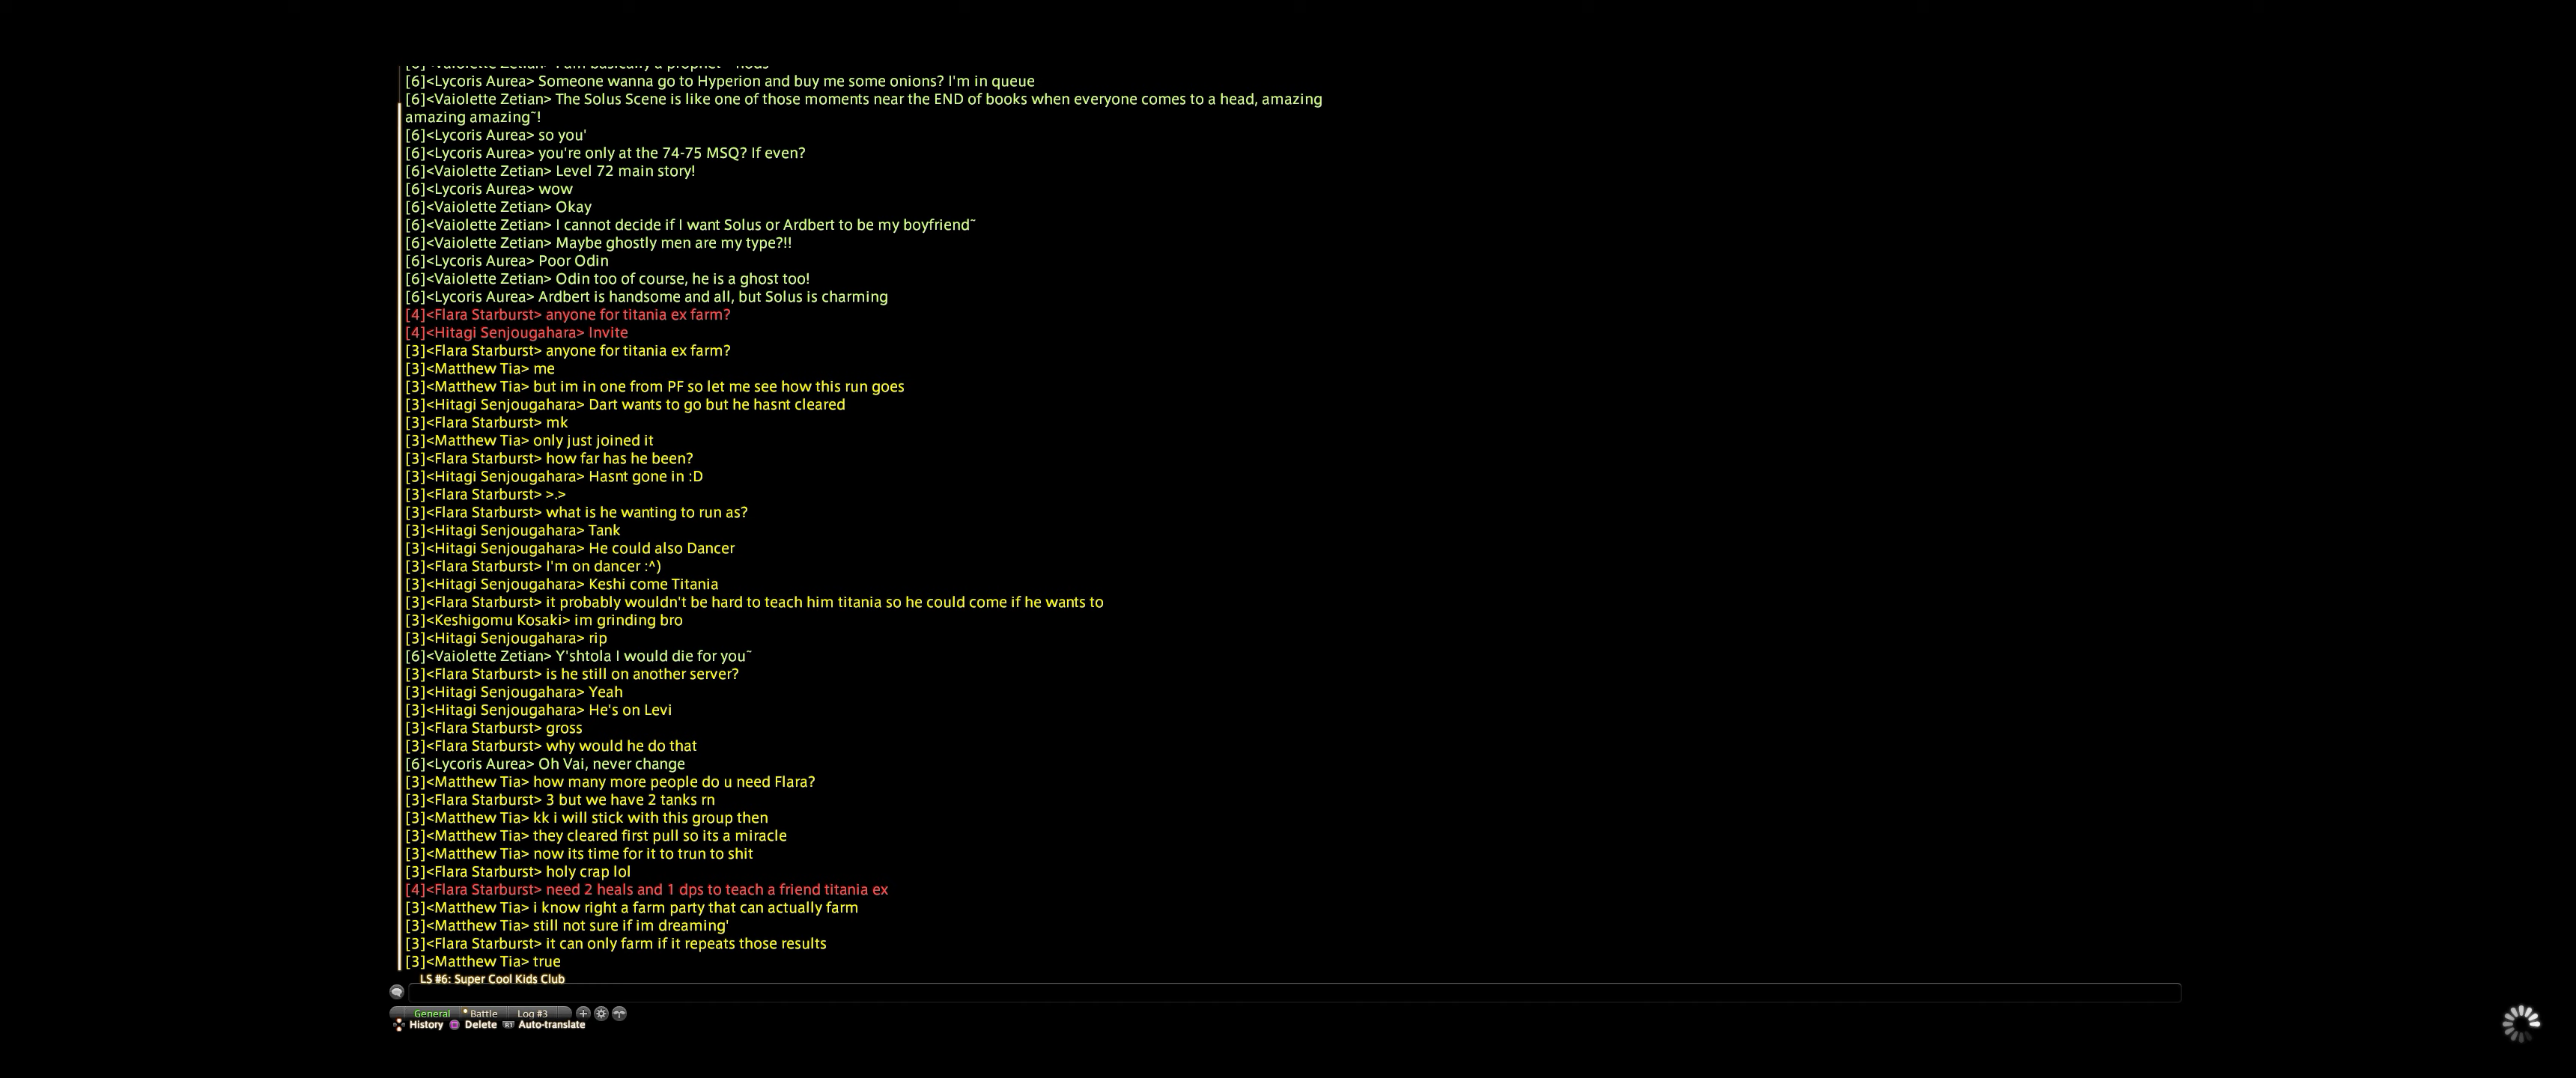 [6]<Vaiolette Zetian> I am basically a prophet ~nods~
[6]<Lycoris Aurea> Someone wanna go to Hyperion and buy me some onions? I'm in queue
[6]<Vaiolette Zetian> The Solus Scene is like one of those moments near the END of books when everyone comes to a head, amazing
amazing amazing~!
[6]<Lycoris Aurea> so you'
[6]<Lycoris Aurea> you're only at the 74-75 MSQ? If even?
[6]<Vaiolette Zetian> Level 72 main story!
[6]<Lycoris Aurea> wow
[6]<Vaiolette Zetian> Okay
[6]<Vaiolette Zetian> I cannot decide if I want Solus or Ardbert to be my boyfriend~
[6]<Vaiolette Zetian> Maybe ghostly men are my type?!!
[6]<Lycoris Aurea> Poor Odin
[6]<Vaiolette Zetian> Odin too of course, he is a ghost too!
[6]<Lycoris Aurea> Ardbert is handsome and all, but Solus is charming
[4]<Flara Starburst> anyone for titania ex farm?
[4]<Hitagi Senjougahara> Invite
[3]<Flara Starburst> anyone for titania ex farm?
[3]<Matthew Tia> me
[3]<Matthew Tia> but im in one from PF so let me see how this run goes
[3]<Hitagi Senjougahara> Dart wants to go but he hasnt cleared
[3]<Flara Starburst> mk
[3]<Matthew Tia> only just joined it
[3]<Flara Starburst> how far has he been?
[3]<Hitagi Senjougahara> Hasnt gone in :D
[3]<Flara Starburst> >.>
[3]<Flara Starburst> what is he wanting to run as?
[3]<Hitagi Senjougahara> Tank
[3]<Hitagi Senjougahara> He could also Dancer
[3]<Flara Starburst> I'm on dancer :^)
[3]<Hitagi Senjougahara> Keshi come Titania
[3]<Flara Starburst> it probably wouldn't be hard to teach him titania so he could come if he wants to
[3]<Keshigomu Kosaki> im grinding bro
[3]<Hitagi Senjougahara> rip
[6]<Vaiolette Zetian> Y'shtola I would die for you~
[3]<Flara Starburst> is he still on another server?
[3]<Hitagi Senjougahara> Yeah
[3]<Hitagi Senjougahara> He's on Levi
[3]<Flara Starburst> gross
[3]<Flara Starburst> why would he do that
[6]<Lycoris Aurea> Oh Vai, never change
[3]<Matthew Tia> how many more people do u need Flara?
[3]<Flara Starburst> 3 but we have 2 tanks rn
[3]<Matthew Tia> kk i will stick with this group then
[3]<Matthew Tia> they cleared first pull so its a miracle
[3]<Matthew Tia> now its time for it to trun to shit
[3]<Flara Starburst> holy crap lol
[4]<Flara Starburst> need 2 heals and 1 dps to teach a friend titania ex
[3]<Matthew Tia> i know right a farm party that can actually farm
[3]<Matthew Tia> still not sure if im dreaming'
[3]<Flara Starburst> it can only farm if it repeats those results
[3]<Matthew Tia> true
LS #6: Super Cool Kids Club
General Battle Log #3
History Delete R1 Auto-translate